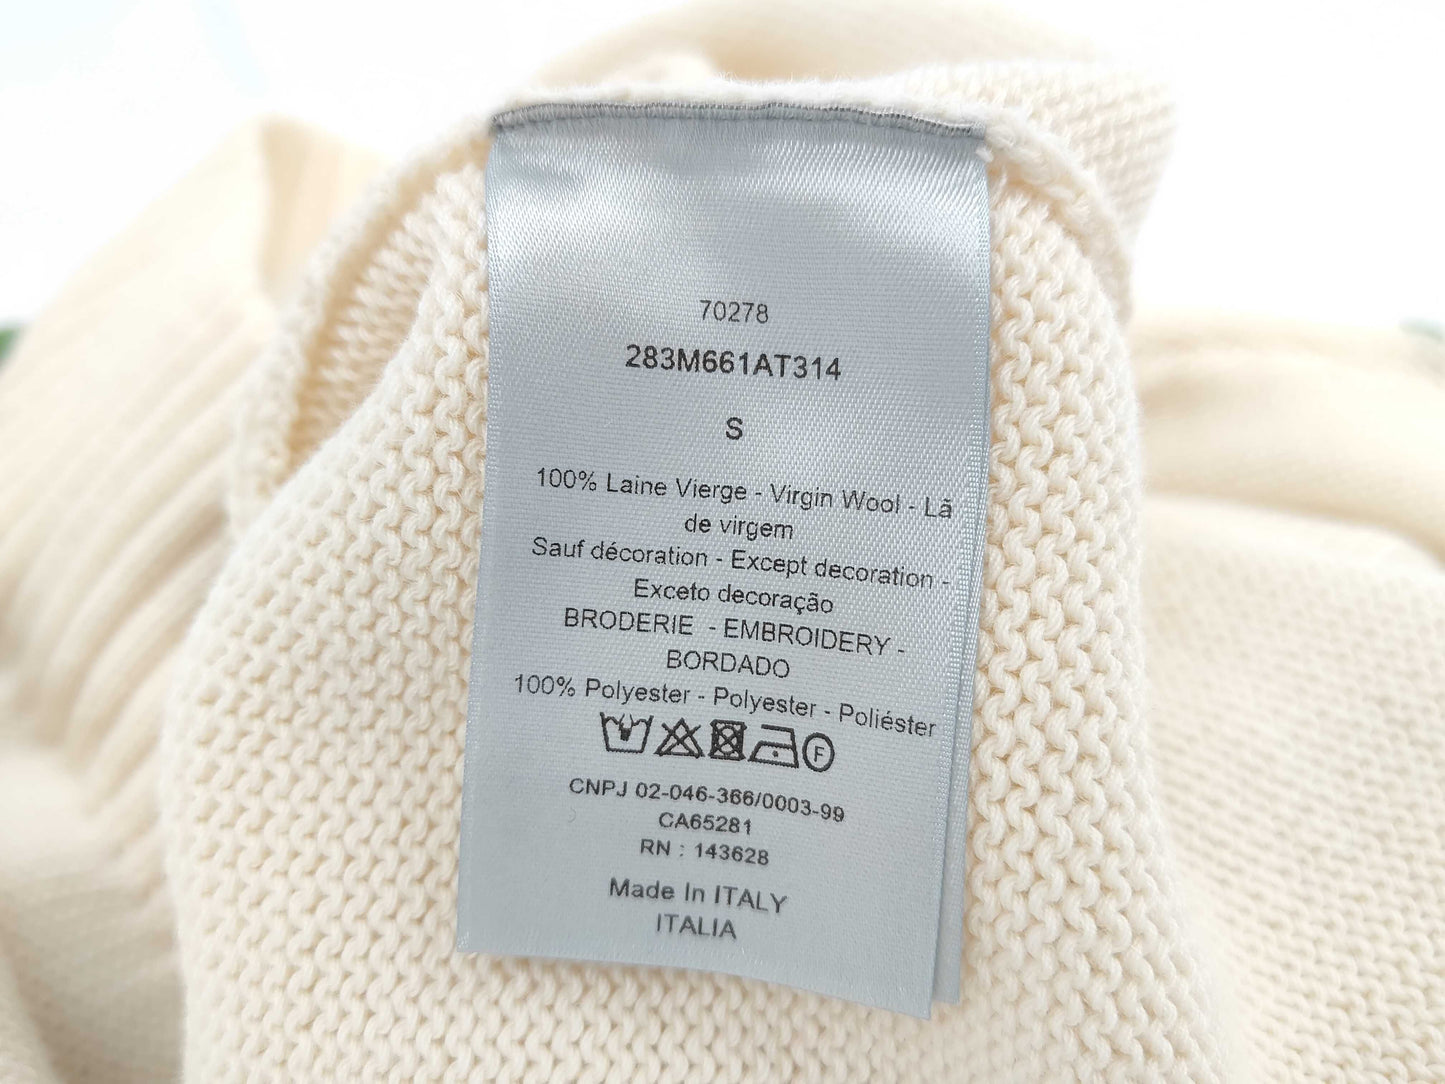 70278
283M661AT314
S
100% Laine Vierge - Virgin Wool - Lã
de virgem
Sauf décoration - Except decoration -
Exceto decoração
BRODERIE - EMBROIDERY -
BORDADO
100% Polyester - Polyester - Poliéster
F
CNPJ 02-046-366/0003-99
CA65281
RN : 143628
Made In ITALY
ITALIA